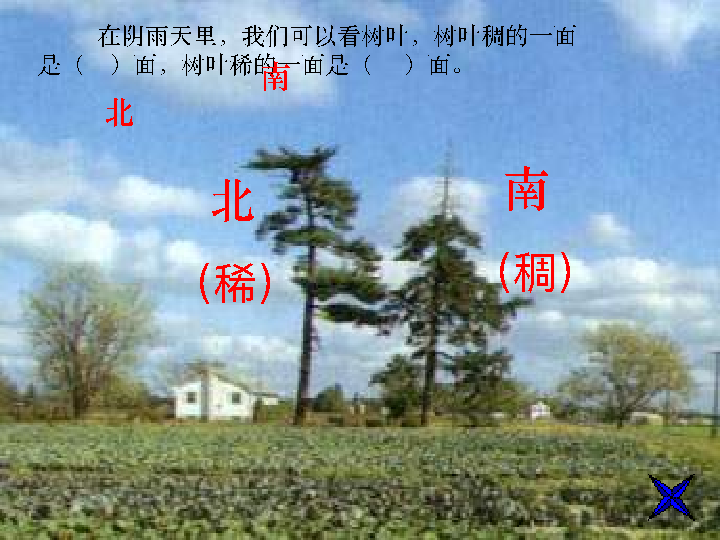 在阴雨天里，我们可以看树叶，树叶稠的一面
是（　）面，树叶稀的一面是（　）面。
南
北
北
南
（稀）
（稠）